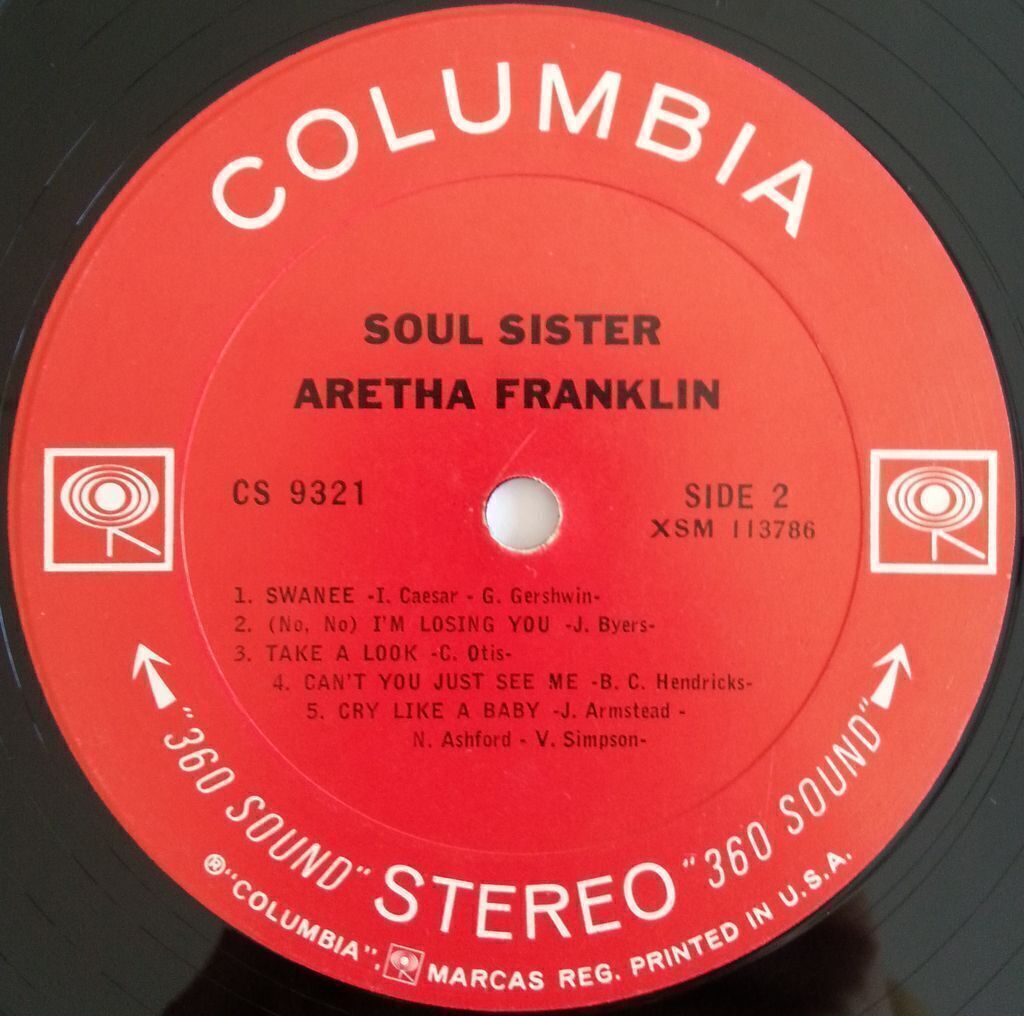 COLUMBIA
SOUL SISTER
ARETHA FRANKLIN
CS 9321
SIDE 2
XSM 113786
1. SWANEE -I. Caesar - G. Gershwin-
2. (No, No) I'M LOSING YOU -J. Byers-
3. TAKE A LOOK -C. Otis-
4. CAN'T YOU JUST SEE ME -B. C. Hendricks-
5. CRY LIKE A BABY -J. Armstead -
N. Ashford - V. Simpson-
"360 SOUND" STEREO "360 SOUND"
®"COLUMBIA", MARCAS REG. PRINTED IN U.S.A.